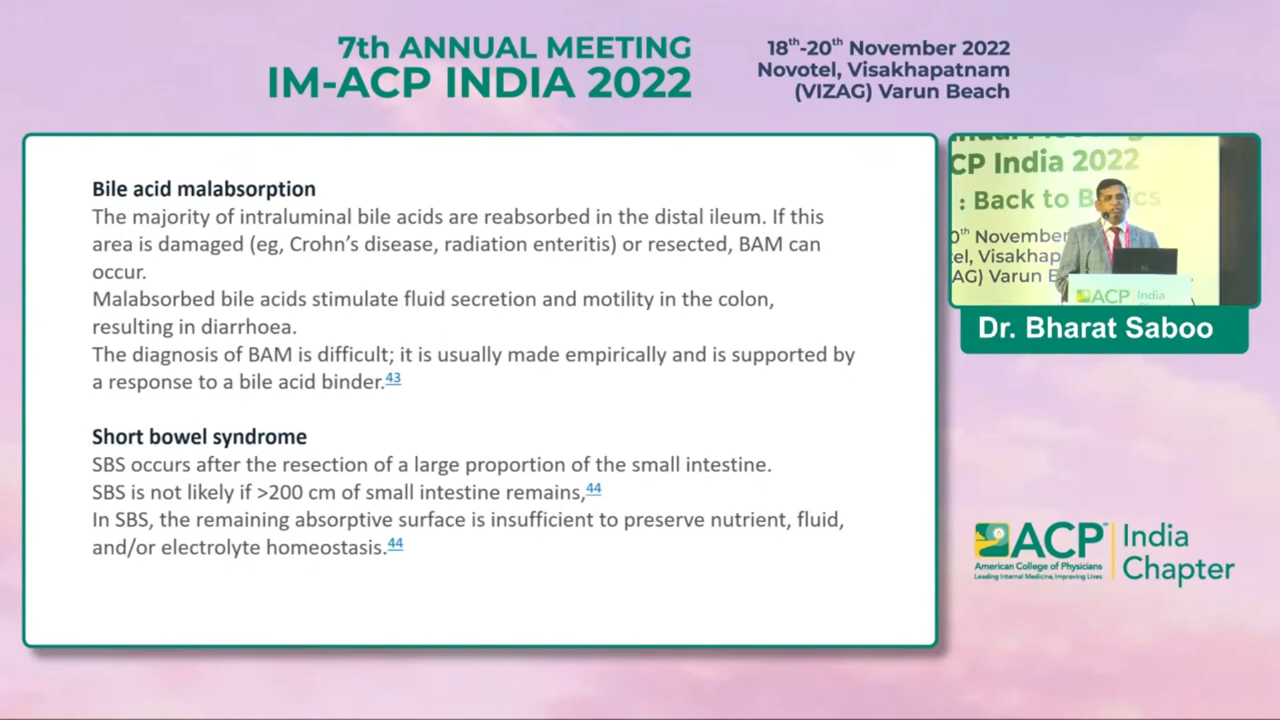 7th ANNUAL MEETING
IM-ACP INDIA 2022
18th-20th November 2022
Novotel, Visakhapatnam
(VIZAG) Varun Beach
Bile acid malabsorption
The majority of intraluminal bile acids are reabsorbed in the distal ileum. If this
area is damaged (eg, Crohn's disease, radiation enteritis) or resected, BAM can
occur.
Malabsorbed bile acids stimulate fluid secretion and motility in the colon,
resulting in diarrhoea.
The diagnosis of BAM is difficult; it is usually made empirically and is supported by
a response to a bile acid binder.43
Short bowel syndrome
SBS occurs after the resection of a large proportion of the small intestine.
SBS is not likely if >200 cm of small intestine remains,44
In SBS, the remaining absorptive surface is insufficient to preserve nutrient, fluid,
and/or electrolyte homeostasis.44
CP India 2022
: Back to B cs
0th November
el, Visakhap
AG) Varun B
ACP India
Dr. Bharat Saboo
ACP
American College of Physicians
Leading Internal Medicine, Improving Lives
India
Chapter